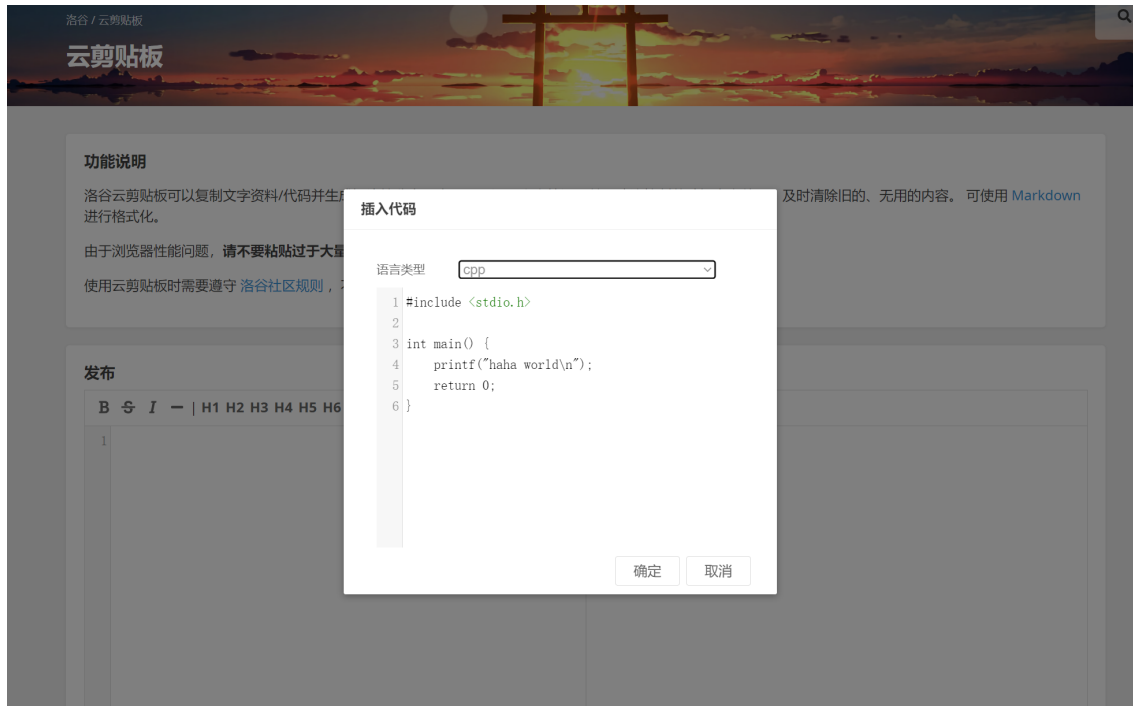 洛谷 / 云剪贴板
云剪贴板
功能说明
洛谷云剪贴板可以复制文字资料/代码并生
及时清除旧的、无用的内容。 可使用 Markdown
进行格式化。
由于浏览器性能问题，请不要粘贴过于大量
使用云剪贴板时需要遵守 洛谷社区规则 ，
发布
B S I — | H1 H2 H3 H4 H5 H6
1
插入代码
语言类型 cpp
1 #include <stdio.h>
2
3 int main() {
4     printf("haha world\n");
5     return 0;
6 }
确定 取消